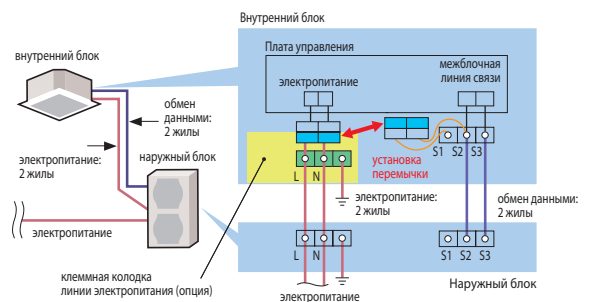 Внутренний блок
Плата управления
внутренний блок
электропитание
межблочная
линия связи
обмен
данными:
2 жилы
электропитание:
2 жилы
наружный блок
S1 S2 S3
L N
установка
перемычки
электропитание:
2 жилы
обмен данными:
2 жилы
электропитание
L N
S1 S2 S3
клеммная колодка
линии электропитания (опция)
электропитание
Наружный блок